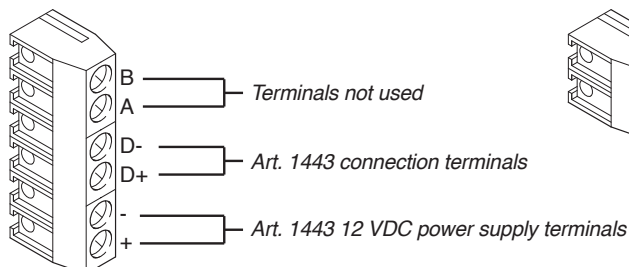 B
A
Terminals not used
D-
D+
Art. 1443 connection terminals
-
+
Art. 1443 12 VDC power supply terminals